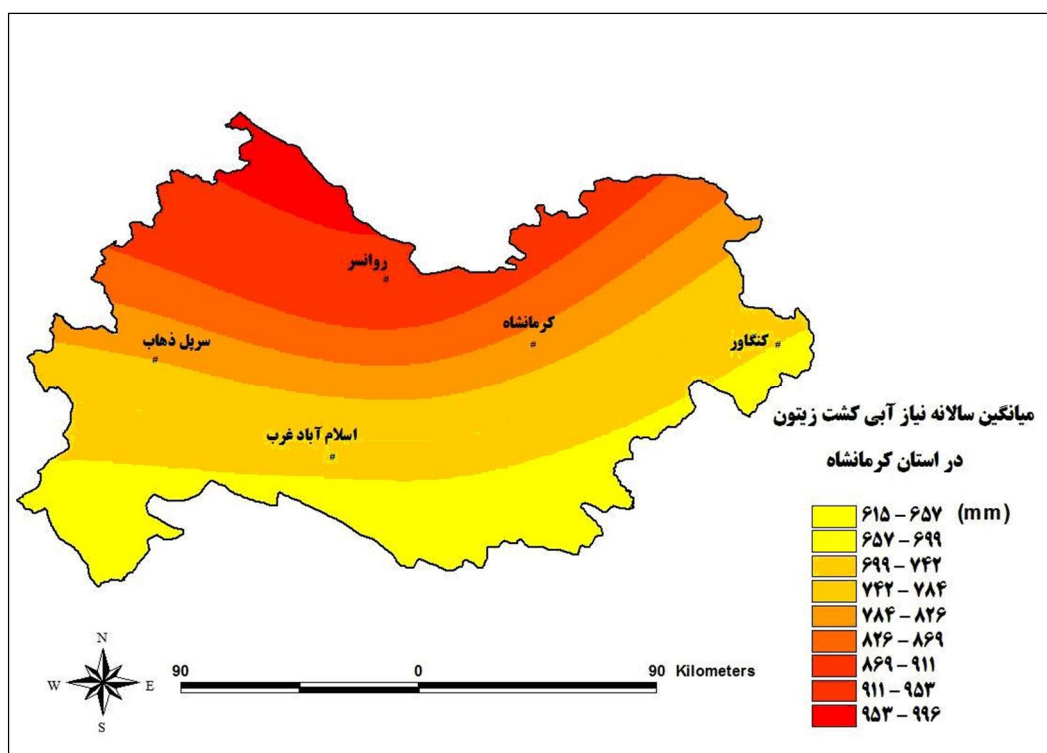 روانسر
کرمانشاه
سرپل ذهاب
کنگاور
اسلام آباد غرب
میانگین سالانه نیاز آبی کشت زیتون
در استان کرمانشاه
۶۱۵ – ۶۵۷ (mm)
۶۵۷ – ۶۹۹
۶۹۹ – ۷۴۲
۷۴۲ – ۷۸۴
۷۸۴ – ۸۲۶
۸۲۶ – ۸۶۹
۸۶۹ – ۹۱۱
۹۱۱ – ۹۵۳
۹۵۳ – ۹۹۶
N
W E
S
90 0 90 Kilometers